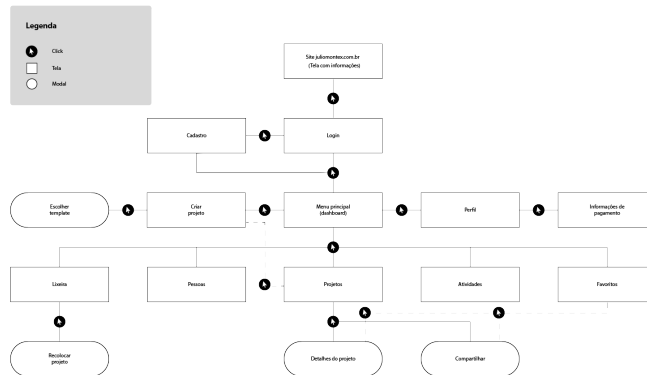 Legenda
Click
Tela
Modal
Site juliomontex.com.br
(Tela com informações)
Cadastro
Login
Escolher
template
Criar
projeto
Menu principal
(dashboard)
Perfil
Informações de
pagamento
Lixeira
Pessoas
Projetos
Atividades
Favoritos
Recolocar
projeto
Detalhes do projeto
Compartilhar